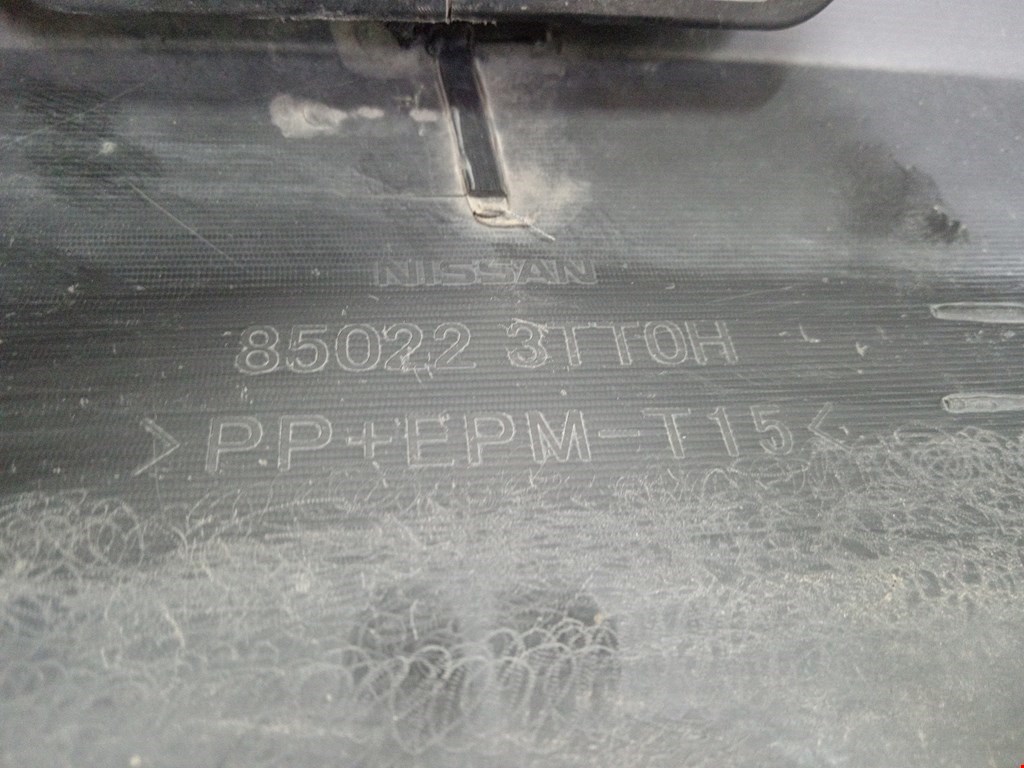 NISSAN
85022 3TT0H
>PP+EPM-T15<